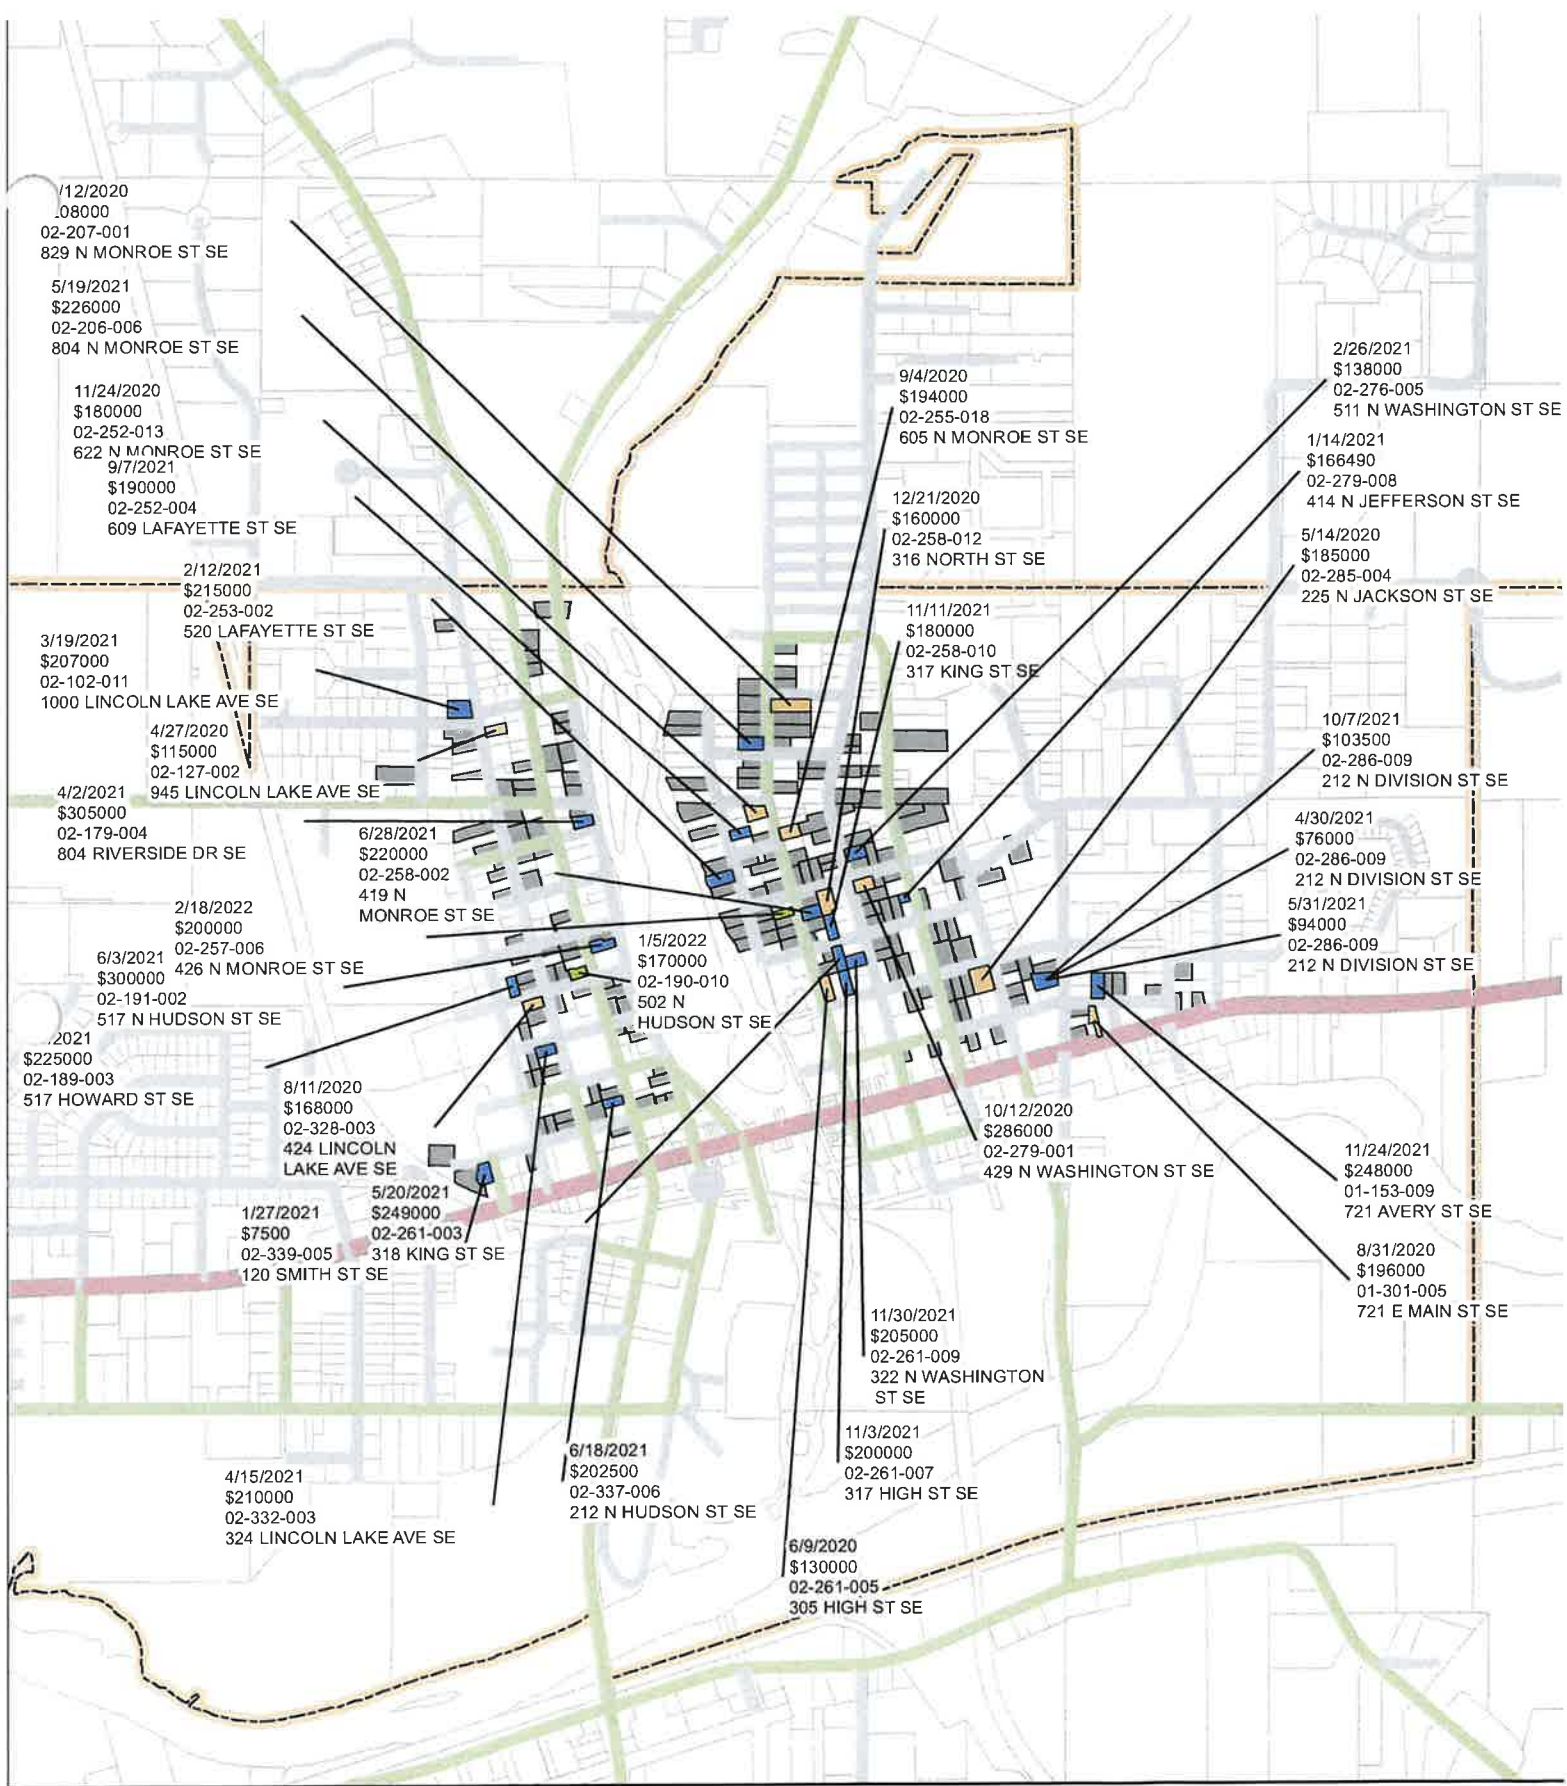 /12/2020
08000
02-207-001
829 N MONROE ST SE
5/19/2021
$226000
02-206-006
804 N MONROE ST SE
11/24/2020
$180000
02-252-013
622 N MONROE ST SE
9/7/2021
$190000
02-252-004
609 LAFAYETTE ST SE
2/12/2021
$215000
02-253-002
520 LAFAYETTE ST SE
3/19/2021
$207000
02-102-011
1000 LINCOLN LAKE AVE SE
4/27/2020
$115000
02-127-002
945 LINCOLN LAKE AVE SE
4/2/2021
$305000
02-179-004
804 RIVERSIDE DR SE
6/28/2021
$220000
02-258-002
419 N
MONROE ST SE
2/18/2022
$200000
02-257-006
426 N MONROE ST SE
6/3/2021
$300000
02-191-002
517 N HUDSON ST SE
/2021
$225000
02-189-003
517 HOWARD ST SE
1/5/2022
$170000
02-190-010
502 N
HUDSON ST SE
8/11/2020
$168000
02-328-003
424 LINCOLN
LAKE AVE SE
5/20/2021
$249000
02-261-003
318 KING ST SE
1/27/2021
$7500
02-339-005
120 SMITH ST SE
4/15/2021
$210000
02-332-003
324 LINCOLN LAKE AVE SE
6/18/2021
$202500
02-337-006
212 N HUDSON ST SE
9/4/2020
$194000
02-255-018
605 N MONROE ST SE
12/21/2020
$160000
02-258-012
316 NORTH ST SE
11/11/2021
$180000
02-258-010
317 KING ST SE
2/26/2021
$138000
02-276-005
511 N WASHINGTON ST SE
1/14/2021
$166490
02-279-008
414 N JEFFERSON ST SE
5/14/2020
$185000
02-285-004
225 N JACKSON ST SE
10/7/2021
$103500
02-286-009
212 N DIVISION ST SE
4/30/2021
$76000
02-286-009
212 N DIVISION ST SE
5/31/2021
$94000
02-286-009
212 N DIVISION ST SE
10/12/2020
$286000
02-279-001
429 N WASHINGTON ST SE
11/24/2021
$248000
01-153-009
721 AVERY ST SE
8/31/2020
$196000
01-301-005
721 E MAIN ST SE
11/30/2021
$205000
02-261-009
322 N WASHINGTON
ST SE
11/3/2021
$200000
02-261-007
317 HIGH ST SE
6/9/2020
$130000
02-261-005
305 HIGH ST SE